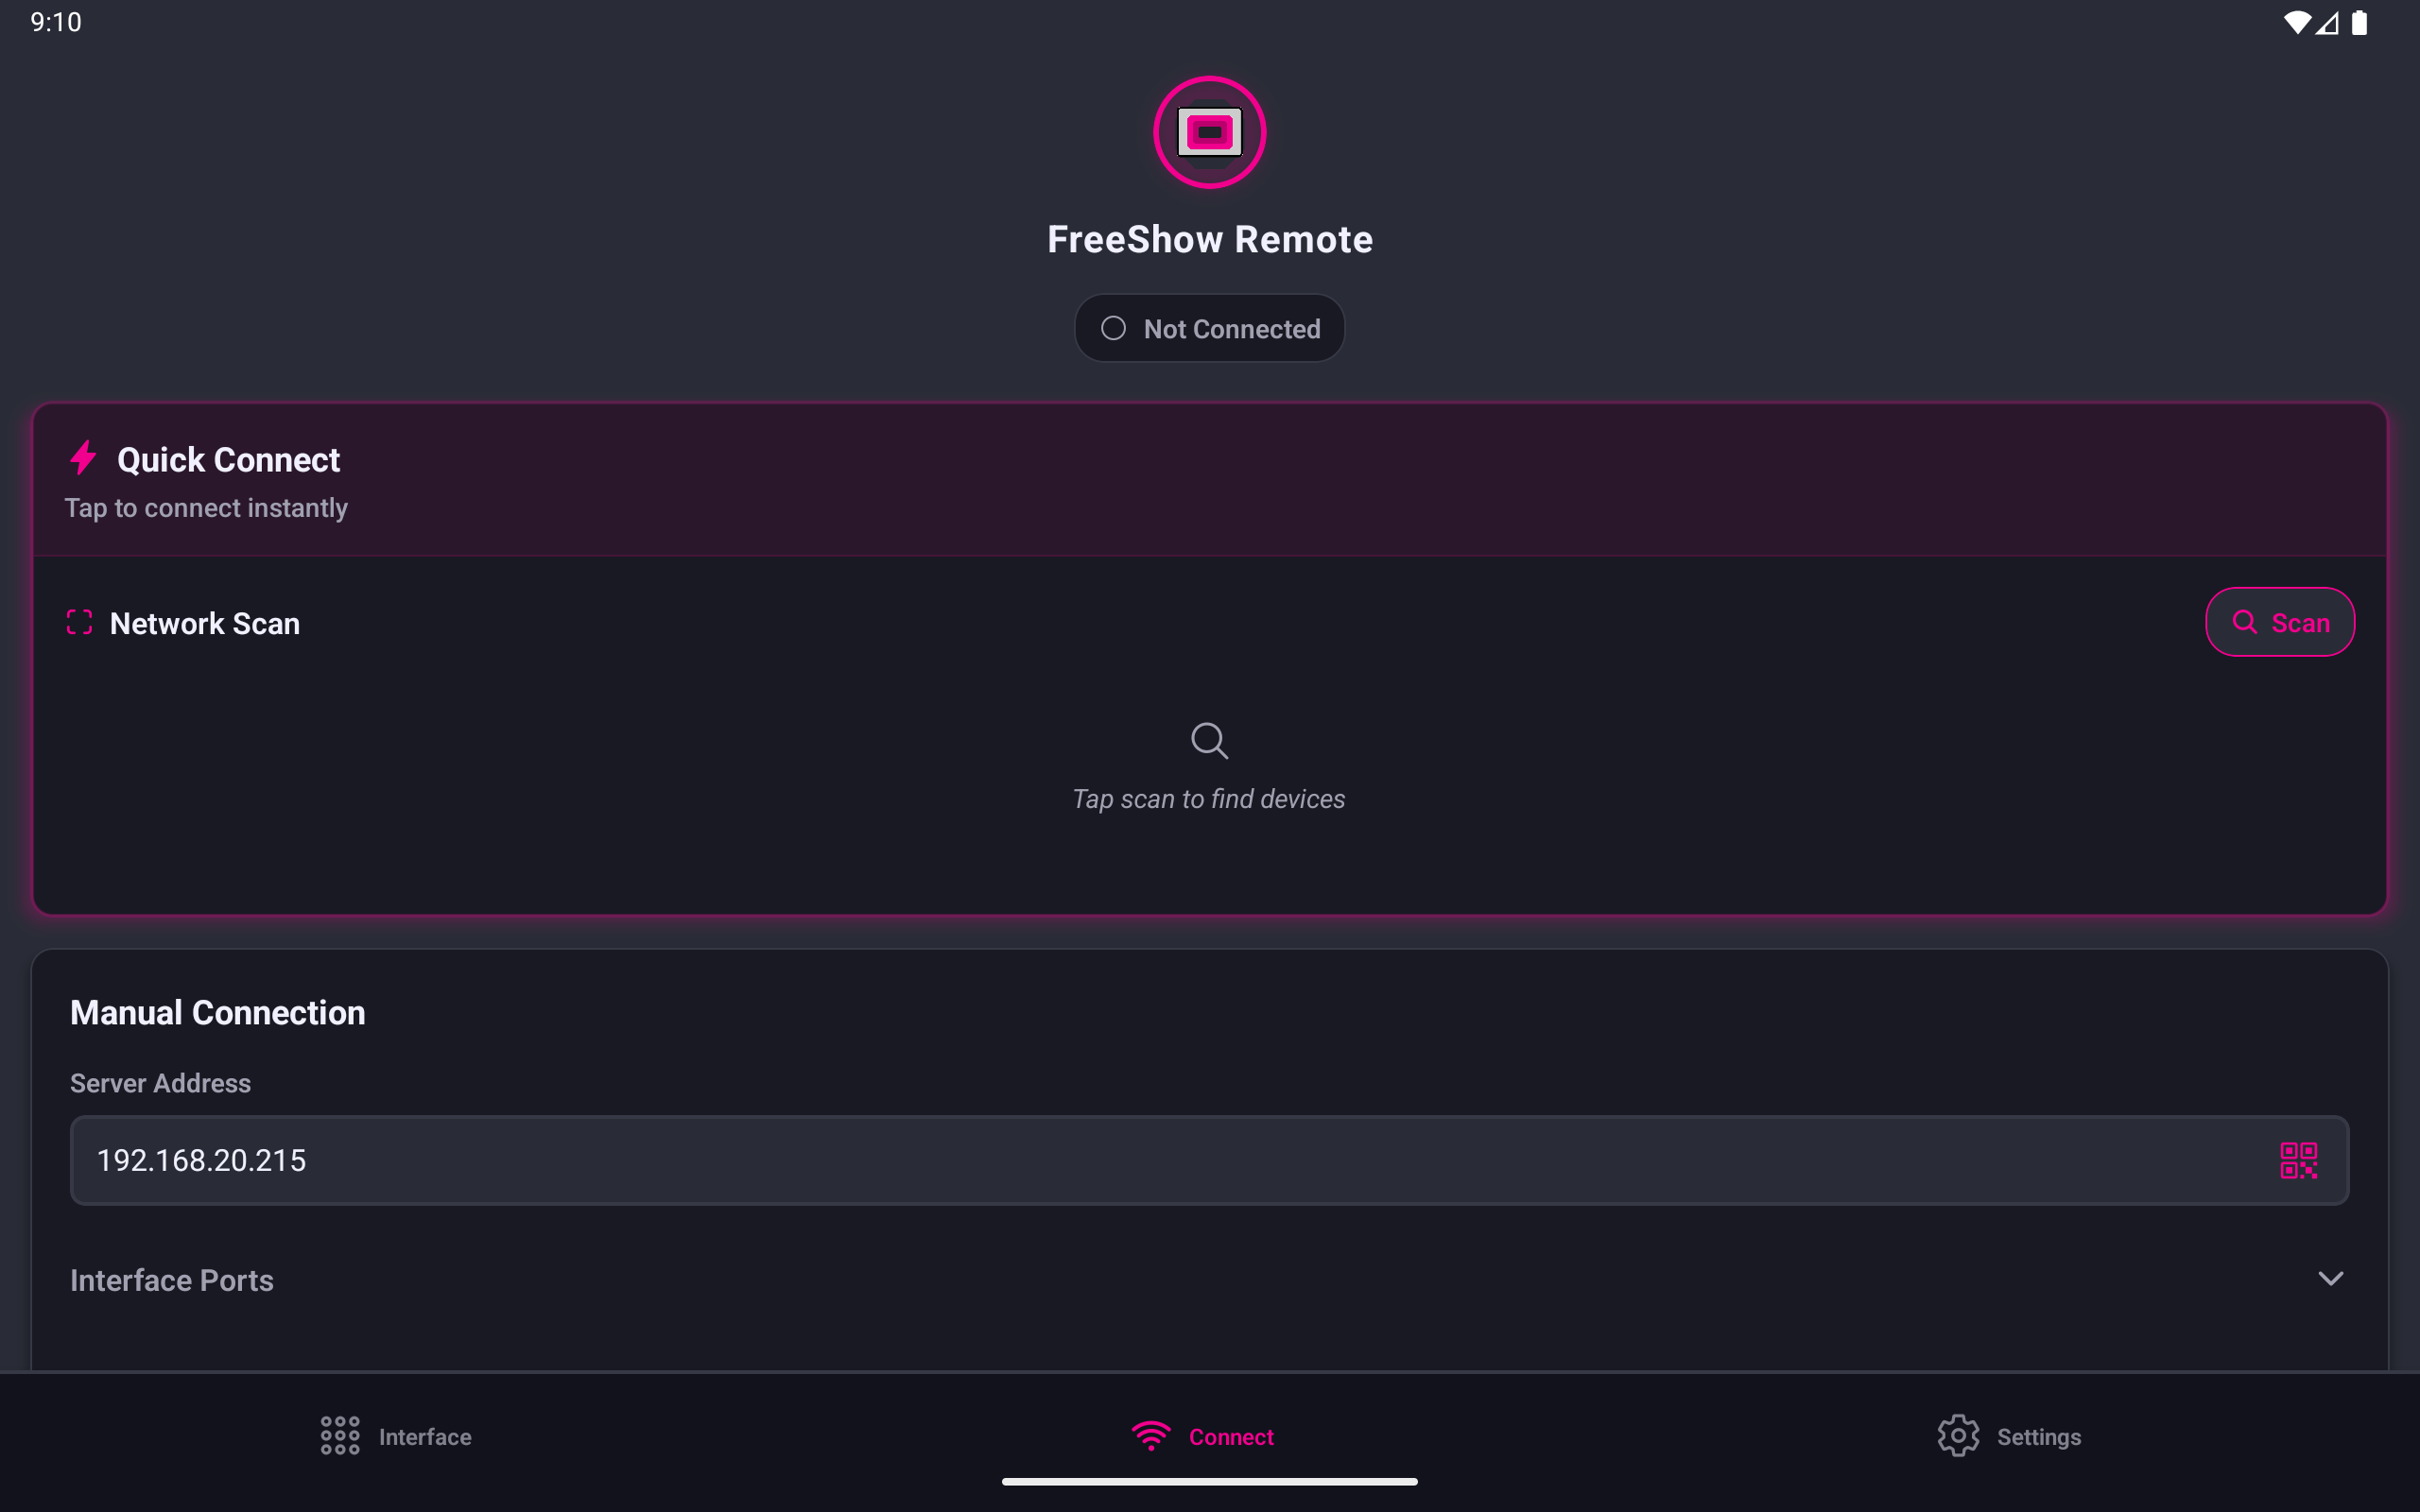 9:10
FreeShow Remote
Not Connected
Quick Connect
Tap to connect instantly
Network Scan
Scan
Tap scan to find devices
Manual Connection
Server Address
192.168.20.215
Interface Ports
Interface
Connect
Settings